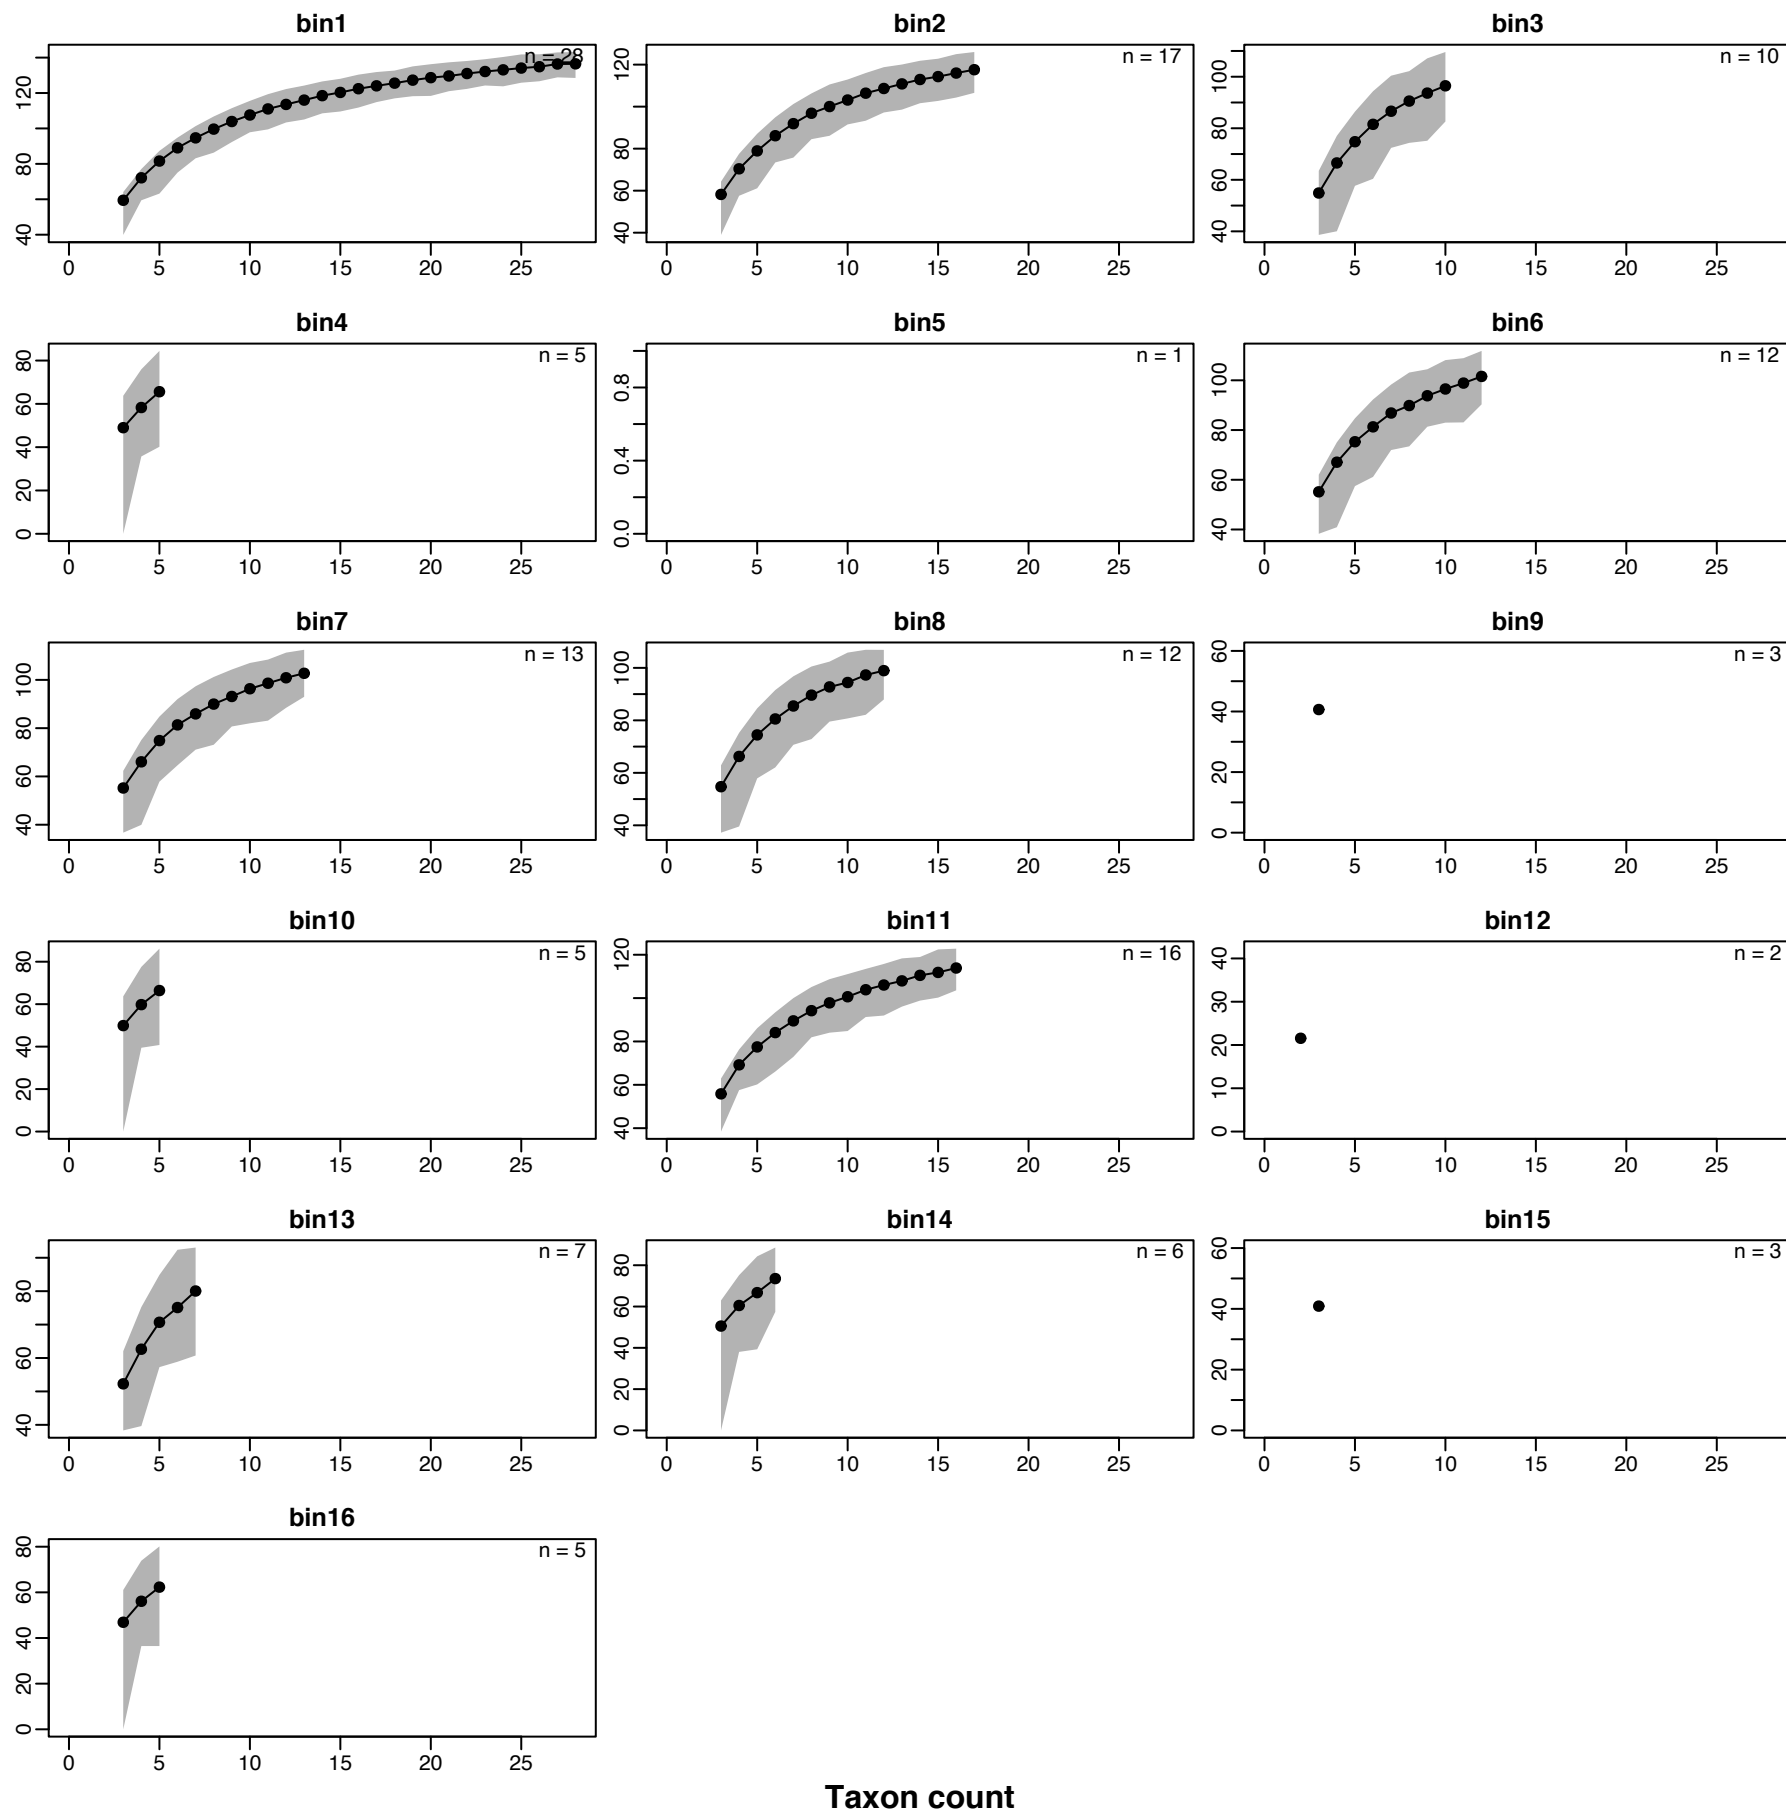 bin1 bin2 bin3
n = 28 n = 17 n = 10
40 80 120 40 60 80 120 40 60 80 100
0 5 10 15 20 25 0 5 10 15 20 25 0 5 10 15 20 25
bin4 bin5 bin6
n = 5 n = 1 n = 12
0 20 40 60 80 0.0 0.4 0.8 40 60 80 100
0 5 10 15 20 25 0 5 10 15 20 25 0 5 10 15 20 25
bin7 bin8 bin9
n = 13 n = 12 n = 3
40 60 80 100 40 60 80 100 0 20 40 60
0 5 10 15 20 25 0 5 10 15 20 25 0 5 10 15 20 25
bin10 bin11 bin12
n = 5 n = 16 n = 2
0 20 40 60 80 40 60 80 120 0 10 20 30 40
0 5 10 15 20 25 0 5 10 15 20 25 0 5 10 15 20 25
bin13 bin14 bin15
n = 7 n = 6 n = 3
40 60 80 0 20 40 60 80 0 20 40 60
0 5 10 15 20 25 0 5 10 15 20 25 0 5 10 15 20 25
bin16
n = 5
0 20 40 60 80
0 5 10 15 20 25
Taxon count